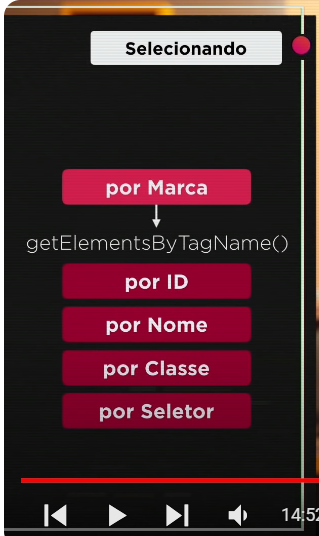 Selecionando
por Marca
getElementsByTagName()
por ID
por Nome
por Classe
por Seletor
14:52